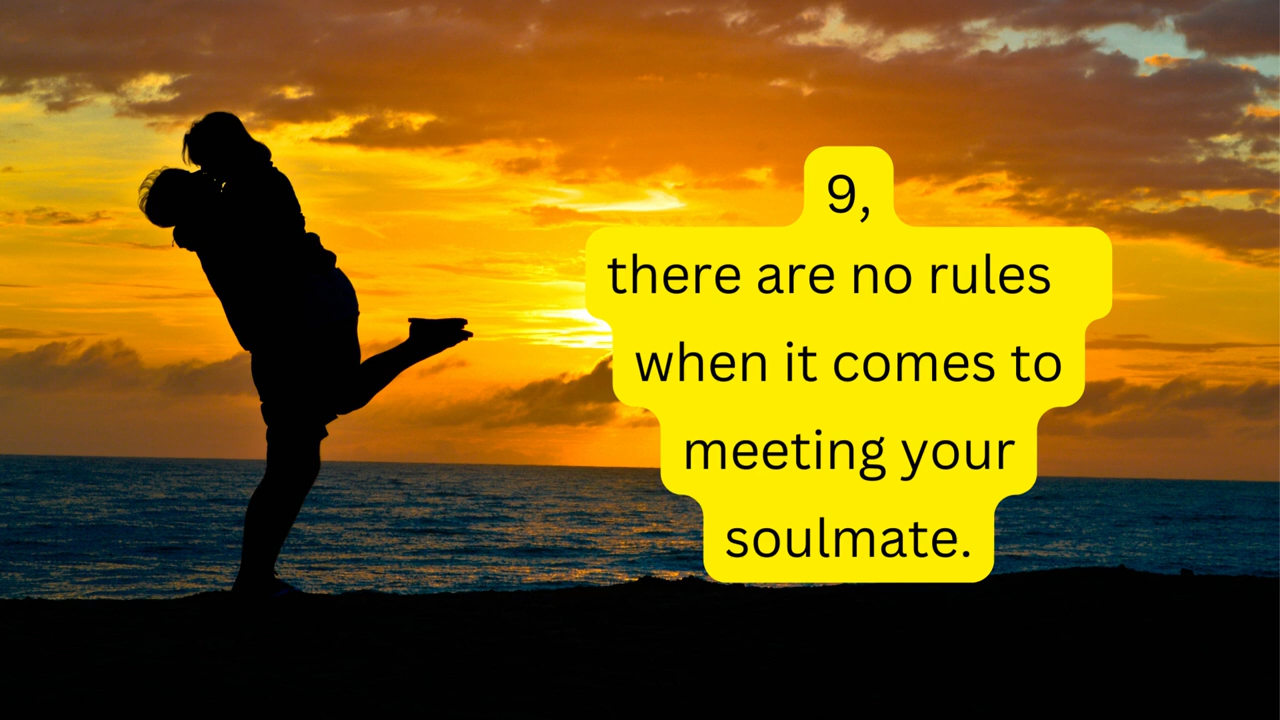 9,
there are no rules
when it comes to
meeting your
soulmate.